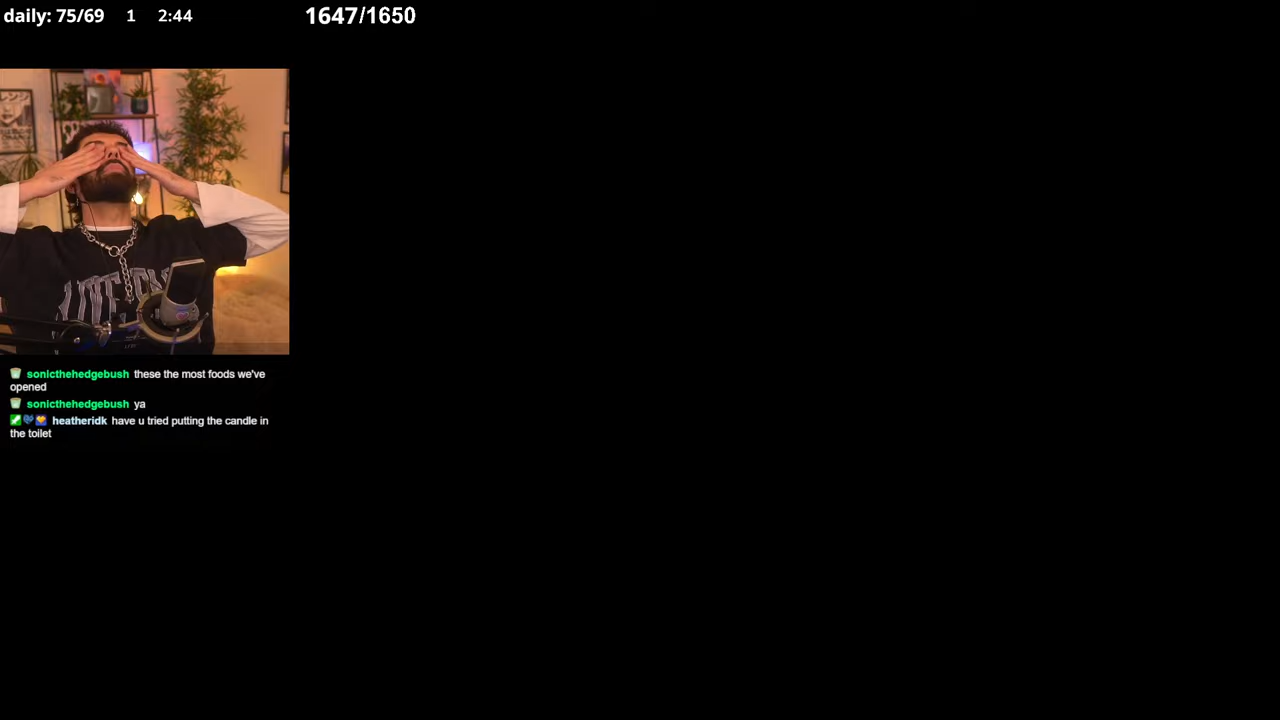 daily: 75/69 1 2:44 1647/1650
sonicthehedgebush these the most foods we've
opened
sonicthehedgebush ya
heatheridk have u tried putting the candle in
the toilet